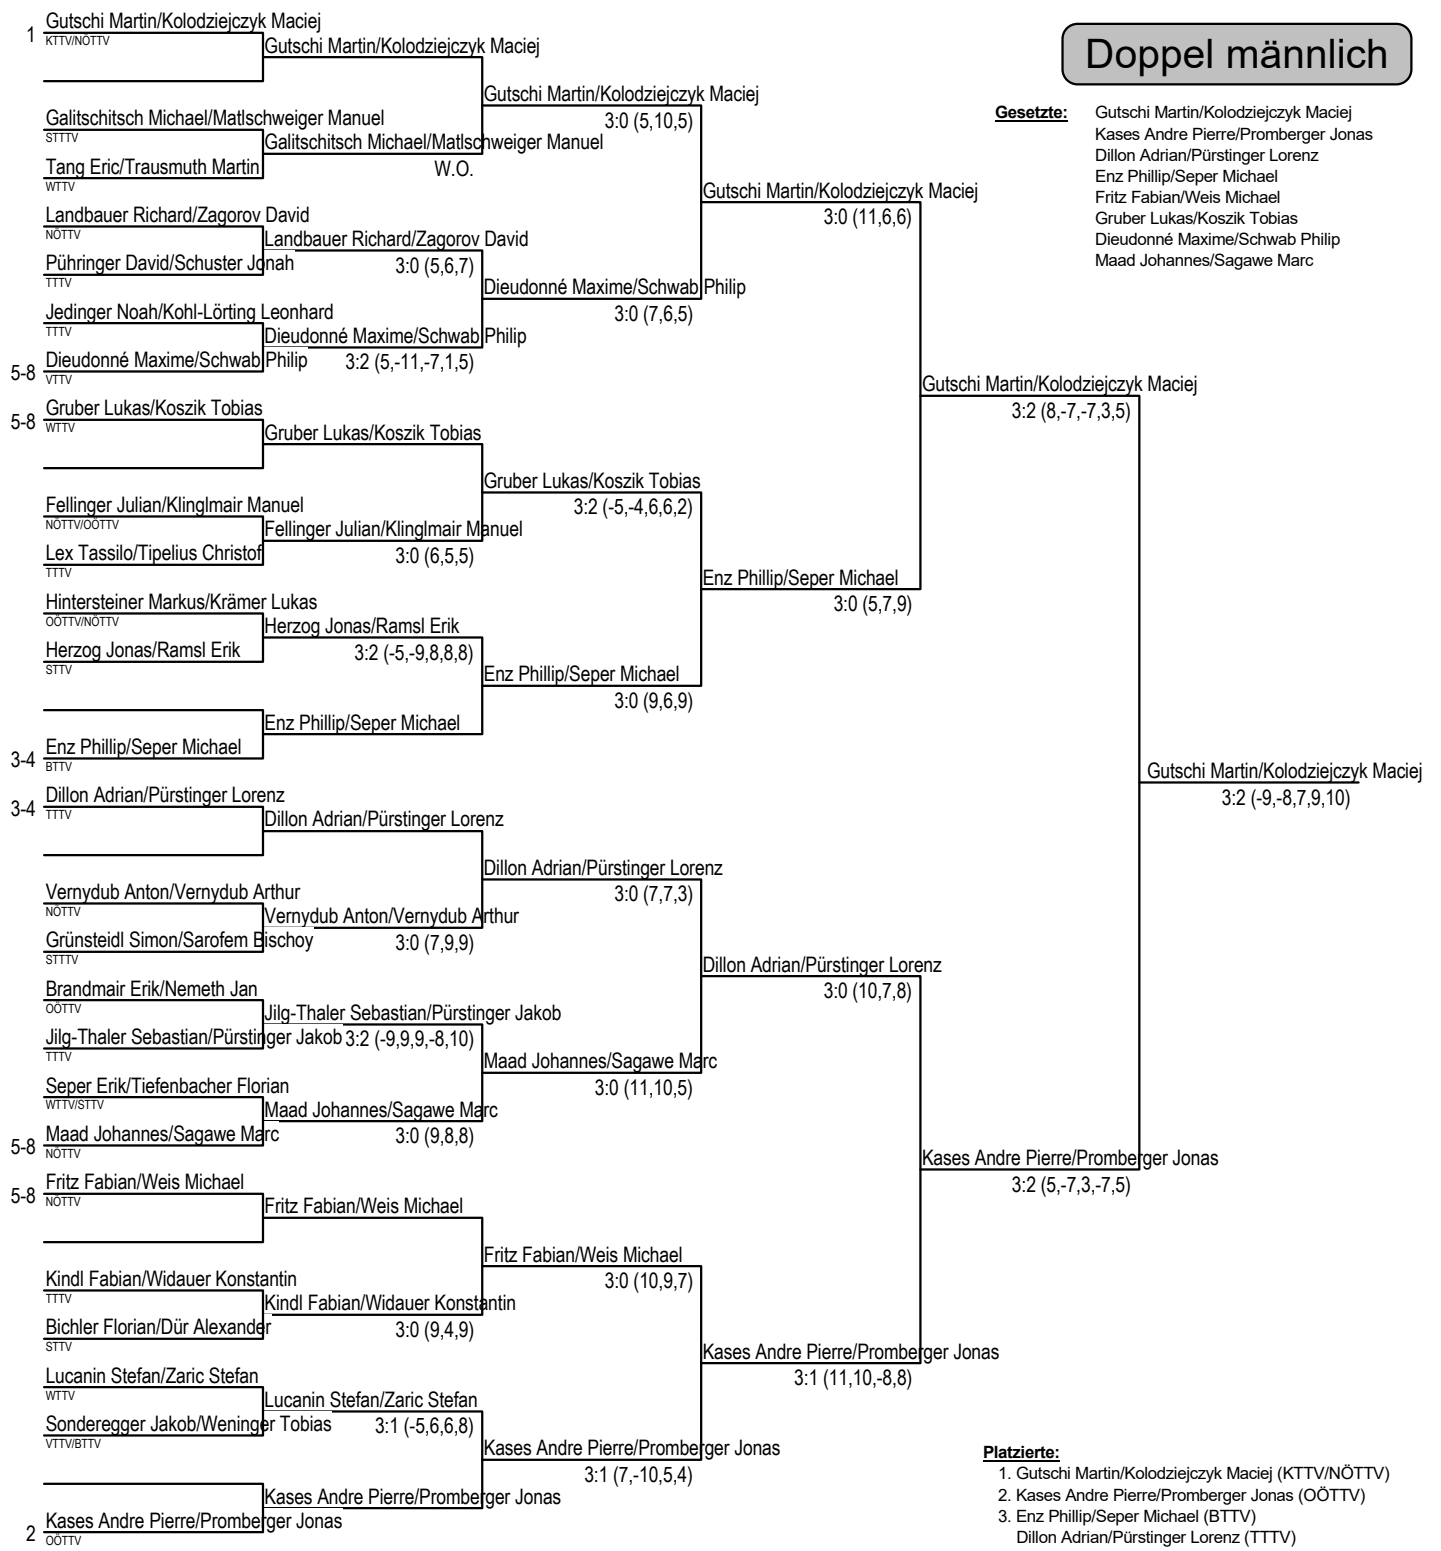 Doppel männlich
Gesetzte:
Gutschi Martin/Kolodziejczyk Maciej
Kases Andre Pierre/Promberger Jonas
Dillon Adrian/Pürstinger Lorenz
Enz Phillip/Seper Michael
Fritz Fabian/Weis Michael
Gruber Lukas/Koszik Tobias
Dieudonné Maxime/Schwab Philip
Maad Johannes/Sagawe Marc
1
Gutschi Martin/Kolodziejczyk Maciej
KTTV/NÖTTV
Galitschitsch Michael/Matlschweiger Manuel
STTTV
Tang Eric/Trausmuth Martin
WTTV
Landbauer Richard/Zagorov David
NÖTTV
Pühringer David/Schuster Jonah
TTTV
Jedinger Noah/Kohl-Lörting Leonhard
TTTV
5-8
Dieudonné Maxime/Schwab Philip
VTTV
5-8
Gruber Lukas/Koszik Tobias
WTTV
Fellinger Julian/Klinglmair Manuel
NÖTTV/OÖTTV
Lex Tassilo/Tipelius Christof
TTTV
Hintersteiner Markus/Krämer Lukas
OÖTTV/NÖTTV
Herzog Jonas/Ramsl Erik
STTV
3-4
Enz Phillip/Seper Michael
BTTV
3-4
Dillon Adrian/Pürstinger Lorenz
TTTV
Vernydub Anton/Vernydub Arthur
NÖTTV
Grünsteidl Simon/Sarofem Bischoy
STTTV
Brandmair Erik/Nemeth Jan
OÖTTV
Jilg-Thaler Sebastian/Pürstinger Jakob
TTTV
Seper Erik/Tiefenbacher Florian
WTTV/STTV
5-8
Maad Johannes/Sagawe Marc
NÖTTV
5-8
Fritz Fabian/Weis Michael
NÖTTV
Kindl Fabian/Widauer Konstantin
TTTV
Bichler Florian/Dür Alexander
STTV
Lucanin Stefan/Zaric Stefan
WTTV
Sonderegger Jakob/Weninger Tobias
VTTV/BTTV
2
Kases Andre Pierre/Promberger Jonas
OÖTTV
Gutschi Martin/Kolodziejczyk Maciej
Galitschitsch Michael/Matlschweiger Manuel
W.O.
Landbauer Richard/Zagorov David
3:0 (5,6,7)
Dieudonné Maxime/Schwab Philip
3:2 (5,-11,-7,1,5)
Gruber Lukas/Koszik Tobias
Fellinger Julian/Klinglmair Manuel
3:0 (6,5,5)
Herzog Jonas/Ramsl Erik
3:2 (-5,-9,8,8,8)
Enz Phillip/Seper Michael
Dillon Adrian/Pürstinger Lorenz
Vernydub Anton/Vernydub Arthur
3:0 (7,9,9)
Jilg-Thaler Sebastian/Pürstinger Jakob
3:2 (-9,9,9,-8,10)
Maad Johannes/Sagawe Marc
3:0 (9,8,8)
Fritz Fabian/Weis Michael
Kindl Fabian/Widauer Konstantin
3:0 (9,4,9)
Lucanin Stefan/Zaric Stefan
3:1 (-5,6,6,8)
Kases Andre Pierre/Promberger Jonas
Gutschi Martin/Kolodziejczyk Maciej
3:0 (5,10,5)
Dieudonné Maxime/Schwab Philip
3:0 (7,6,5)
Gruber Lukas/Koszik Tobias
3:2 (-5,-4,6,6,2)
Enz Phillip/Seper Michael
3:0 (9,6,9)
Dillon Adrian/Pürstinger Lorenz
3:0 (7,7,3)
Maad Johannes/Sagawe Marc
3:0 (11,10,5)
Fritz Fabian/Weis Michael
3:0 (10,9,7)
Kases Andre Pierre/Promberger Jonas
3:1 (7,-10,5,4)
Gutschi Martin/Kolodziejczyk Maciej
3:0 (11,6,6)
Enz Phillip/Seper Michael
3:0 (5,7,9)
Dillon Adrian/Pürstinger Lorenz
3:0 (10,7,8)
Kases Andre Pierre/Promberger Jonas
3:1 (11,10,-8,8)
Gutschi Martin/Kolodziejczyk Maciej
3:2 (8,-7,-7,3,5)
Kases Andre Pierre/Promberger Jonas
3:2 (5,-7,3,-7,5)
Gutschi Martin/Kolodziejczyk Maciej
3:2 (-9,-8,7,9,10)
Platzierte:
1. Gutschi Martin/Kolodziejczyk Maciej (KTTV/NÖTTV)
2. Kases Andre Pierre/Promberger Jonas (OÖTTV)
3. Enz Phillip/Seper Michael (BTTV)
Dillon Adrian/Pürstinger Lorenz (TTTV)